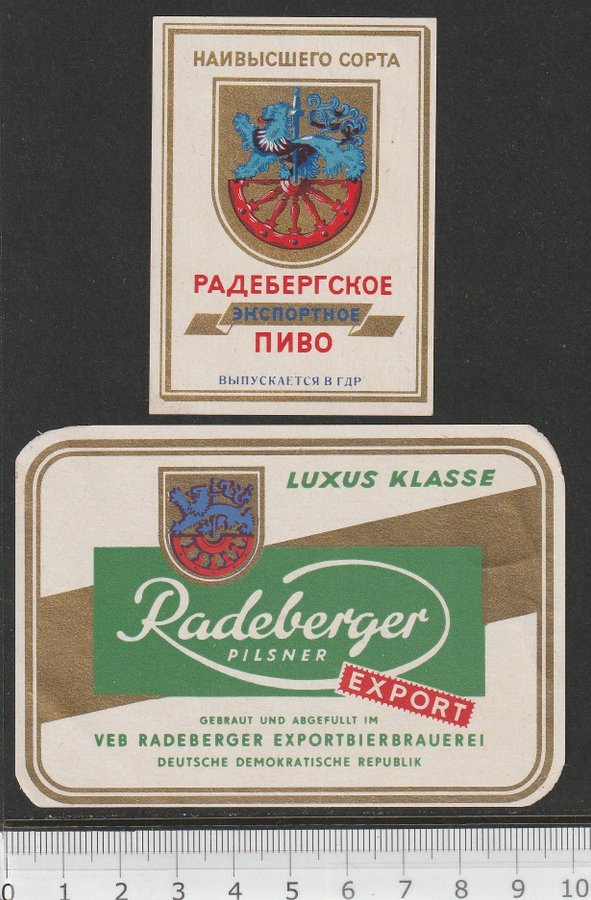 НАИВЫСШЕГО СОРТА
РАДЕБЕРГСКОЕ
ЭКСПОРТНОЕ
ПИВО
ВЫПУСКАЕТСЯ В ГДР
LUXUS KLASSE
Radeberger
PILSNER
EXPORT
GEBRAUT UND ABGEFULLT IM
VEB RADEBERGER EXPORTBIERBRAUEREI
DEUTSCHE DEMOKRATISCHE REPUBLIK
0 1 2 3 4 5 6 7 8 9 10